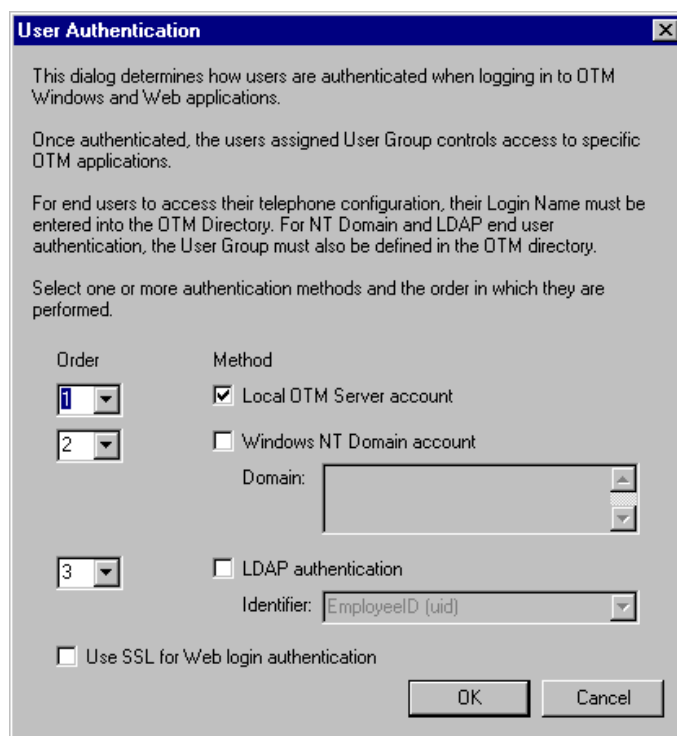 User Authentication
This dialog determines how users are authenticated when logging in to OTM
Windows and Web applications.
Once authenticated, the users assigned User Group controls access to specific
OTM applications.
For end users to access their telephone configuration, their Login Name must be
entered into the OTM Directory. For NT Domain and LDAP end user
authentication, the User Group must also be defined in the OTM directory.
Select one or more authentication methods and the order in which they are
performed.
Order Method
1 Local OTM Server account
2 Windows NT Domain account
Domain:
3 LDAP authentication
Identifier: EmployeeID (uid)
Use SSL for Web login authentication
OK Cancel